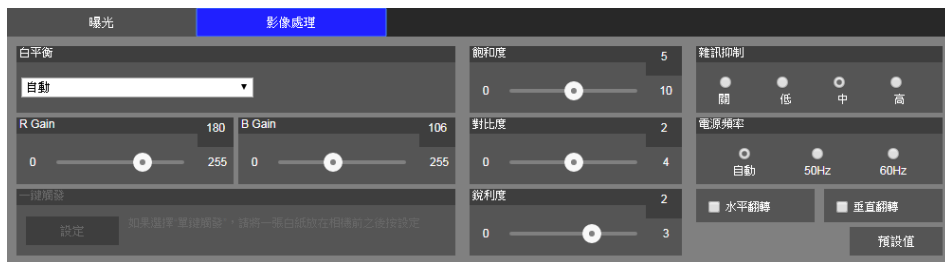 曝光
影像處理
白平衡
自動
R Gain 180
0 255
B Gain 106
0 255
一鍵觸發
設定
如果選擇'單鍵觸發'，請將一張白紙放在相機前之後按設定
飽和度 5
0 10
對比度 2
0 4
銳利度 2
0 3
雜訊抑制
關 低 中 高
電源頻率
自動 50Hz 60Hz
水平翻轉 垂直翻轉
預設值